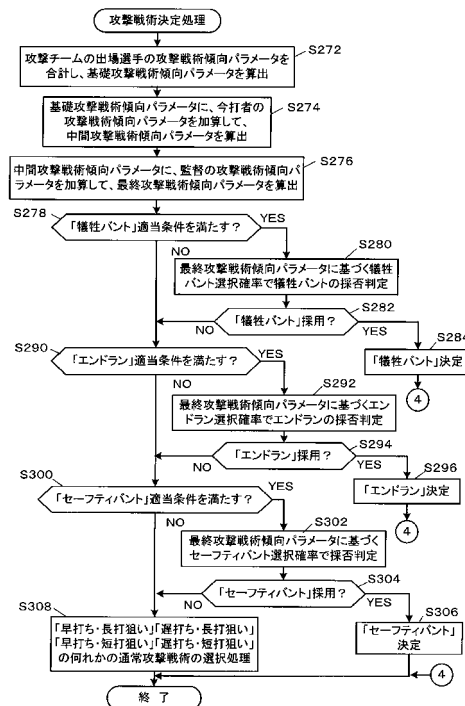 攻撃戦術決定処理
S272
攻撃チームの出場選手の攻撃戦術傾向パラメータを
合計し、基礎攻撃戦術傾向パラメータを算出
S274
基礎攻撃戦術傾向パラメータに、今打者の
攻撃戦術傾向パラメータを加算して、
中間攻撃戦術傾向パラメータを算出
S276
中間攻撃戦術傾向パラメータに、監督の攻撃戦術傾向パ
ラメータを加算して、最終攻撃戦術傾向パラメータを算出
S278
「犠牲バント」適当条件を満たす?
YES
NO
S280
最終攻撃戦術傾向パラメータに基づく犠牲
バント選択確率で犠牲バントの採否判定
S282
「犠牲バント」採用?
NO
YES
S284
「犠牲バント」決定
4
S290
「エンドラン」適当条件を満たす?
YES
NO
S292
最終攻撃戦術傾向パラメータに基づくエン
ドラン選択確率でエンドランの採否判定
S294
「エンドラン」採用?
NO
YES
S296
「エンドラン」決定
4
S300
「セーフティバント」適当条件を満たす?
YES
NO
S302
最終攻撃戦術傾向パラメータに基づく
セーフティバント選択確率で採否判定
S304
「セーフティバント」採用?
NO
YES
S306
「セーフティバント」
決定
S308
「早打ち・長打狙い」「遅打ち・長打狙い」
「早打ち・短打狙い」「遅打ち・短打狙い」
の何れかの通常攻撃戦術の選択処理
4
終了